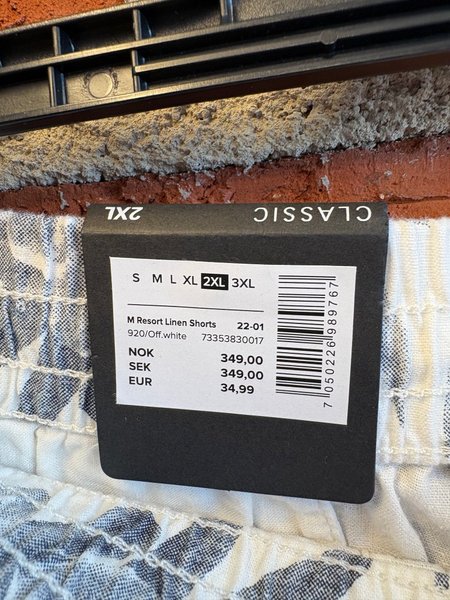 2XL CLASSIC
S M L XL 2XL 3XL
M Resort Linen Shorts 22-01
920/Off.white 73353830017
NOK 349,00
SEK 349,00
EUR 34,99
7 050226 989767